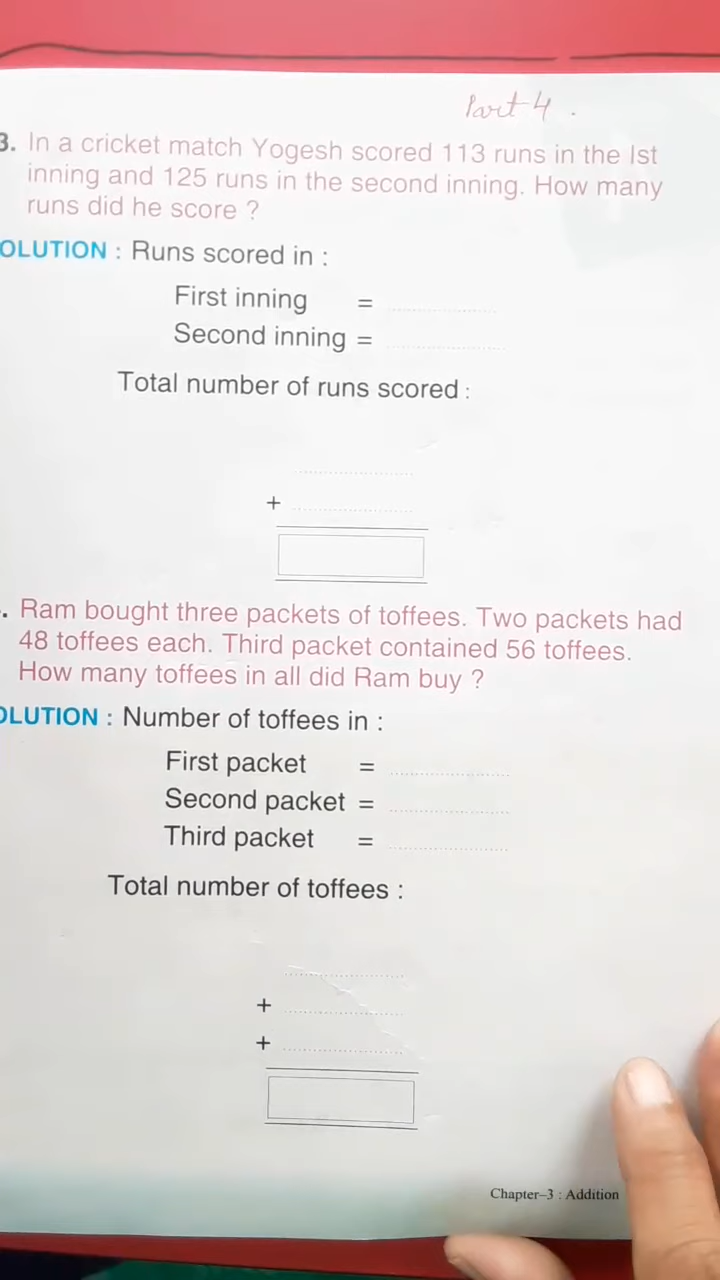 Part 4 .
3. In a cricket match Yogesh scored 113 runs in the Ist
inning and 125 runs in the second inning. How many
runs did he score ?
OLUTION : Runs scored in :
First inning = ..............
Second inning = ..............
Total number of runs scored :
..............
+ ..............
. Ram bought three packets of toffees. Two packets had
48 toffees each. Third packet contained 56 toffees.
How many toffees in all did Ram buy ?
OLUTION : Number of toffees in :
First packet = ..............
Second packet = ..............
Third packet = ..............
Total number of toffees :
..............
+ ..............
+ ..............
Chapter–3 : Addition